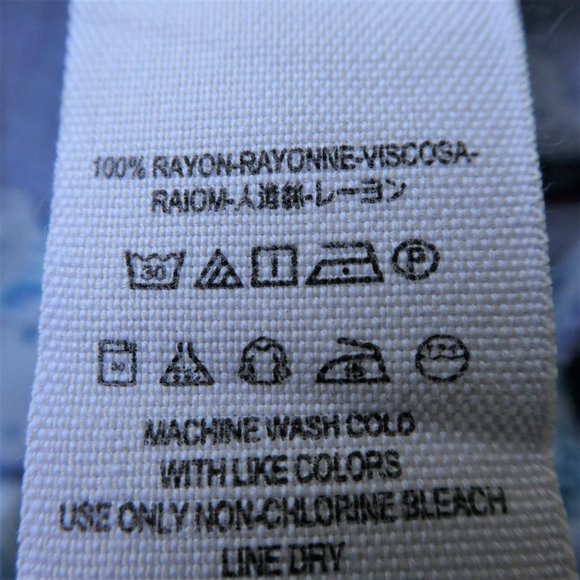 100% RAYON-RAYONNE-VISCOSA-
RAIOM-人造絲-レーヨン
30
P
MACHINE WASH COLD
WITH LIKE COLORS
USE ONLY NON-CHLORINE BLEACH
LINE DRY